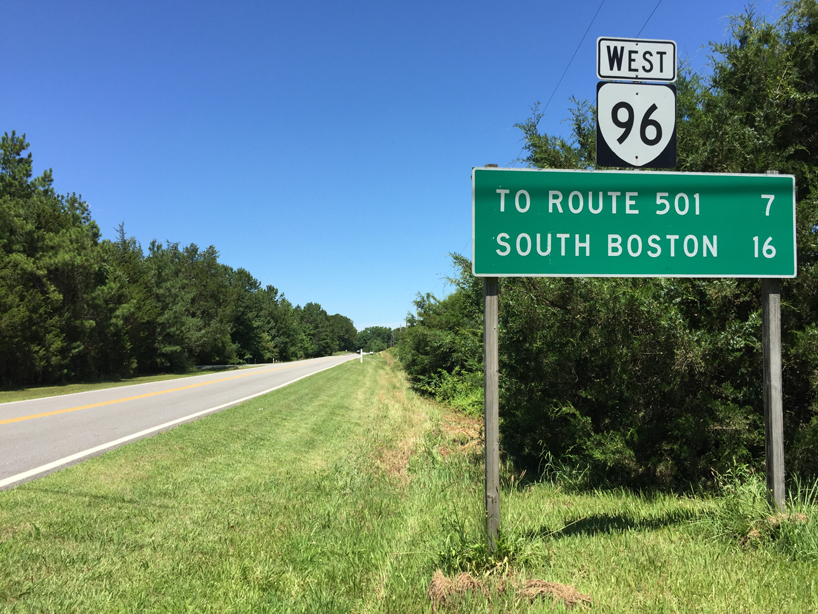 WEST
96
TO ROUTE 501 7
SOUTH BOSTON 16